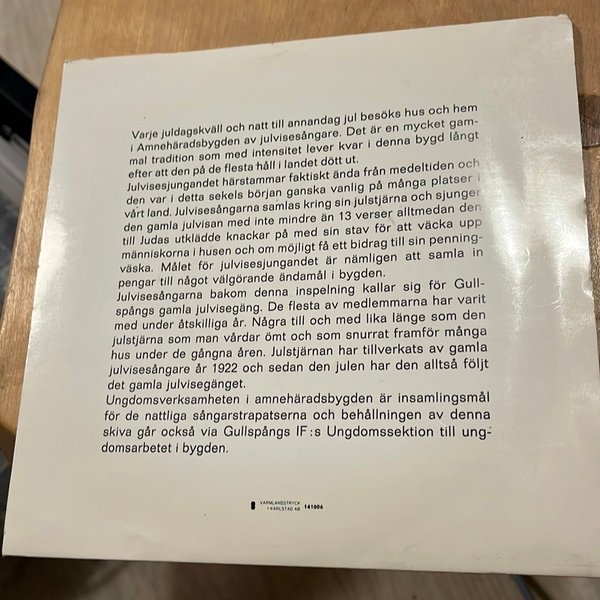 Varje juldagskväll och natt till annandag jul besöks hus och hem
i Amnehäradsbygden av julvisesångare. Det är en mycket gam-
mal tradition som med intensitet lever kvar i denna bygd långt
efter att den på de flesta håll i landet dött ut.
Julvisesjungandet härstammar faktiskt ända från medeltiden och
den var i detta sekels början ganska vanlig på många platser i
vårt land. Julvisesångarna samlas kring sin julstjärna och sjunger
den gamla julvisan med inte mindre än 13 verser alltmedan den
till Judas utklädde knackar på med sin stav för att väcka upp
människorna i husen och om möjligt få ett bidrag till sin penning-
väska. Målet för julvisesjungandet är nämligen att samla in
pengar till något välgörande ändamål i bygden.
Julvisesångarna bakom denna inspelning kallar sig för Gull-
spångs gamla julvisegäng. De flesta av medlemmarna har varit
med under åtskilliga år. Några till och med lika länge som den
julstjärna som man vårdar ömt och som snurrat framför många
hus under de gångna åren. Julstjärnan har tillverkats av gamla
julvisesångare år 1922 och sedan den julen har den alltså följt
det gamla julvisegänget.
Ungdomsverksamheten i amnehäradsbygden är insamlingsmål
för de nattliga sångarstrapatserna och behållningen av denna
skiva går också via Gullspångs IF:s Ungdomssektion till ung-
domsarbetet i bygden.
VÄRMLANDSTRYCK
I KARLSTAD AB 141006